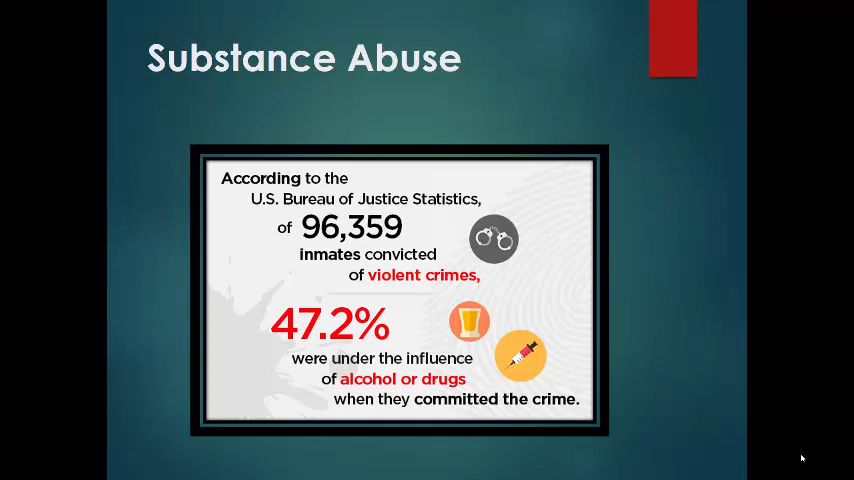 Substance Abuse
According to the
U.S. Bureau of Justice Statistics,
of 96,359
inmates convicted
of violent crimes,
47.2%
were under the influence
of alcohol or drugs
when they committed the crime.